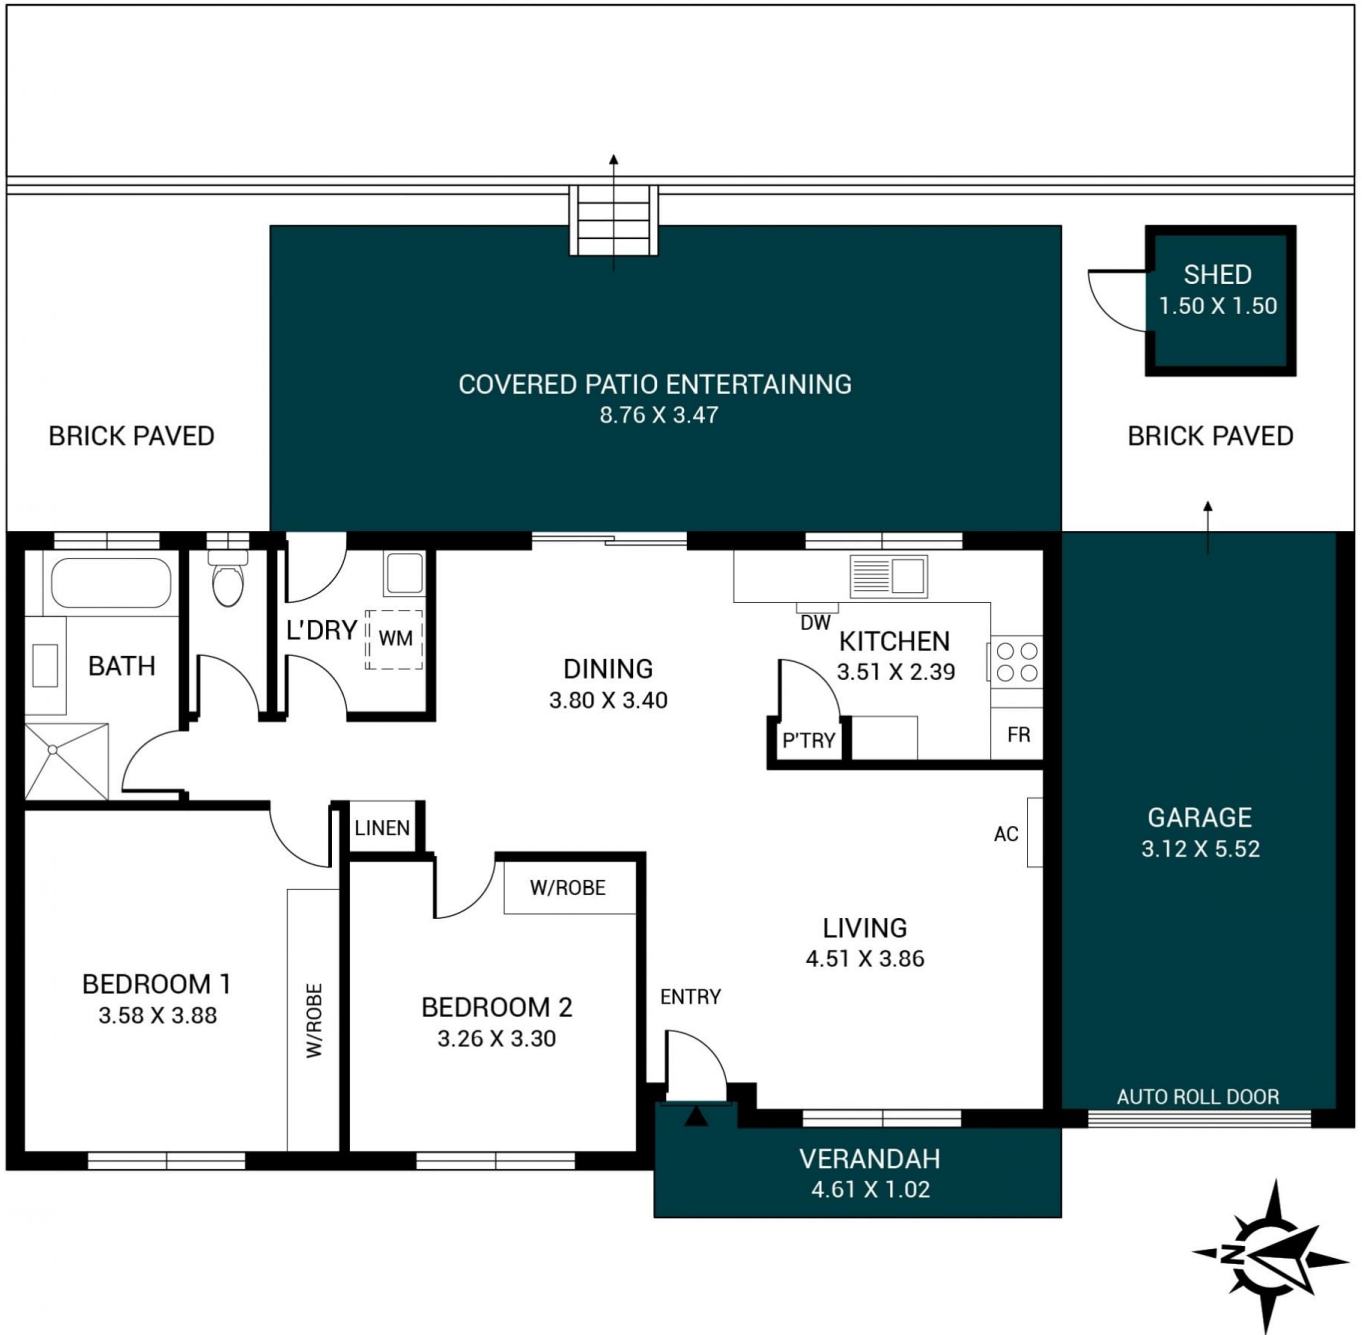 SHED
1.50 X 1.50
COVERED PATIO ENTERTAINING
8.76 X 3.47
BRICK PAVED
BRICK PAVED
L'DRY
WM
BATH
DW
KITCHEN
3.51 X 2.39
DINING
3.80 X 3.40
P'TRY
FR
LINEN
AC
GARAGE
3.12 X 5.52
W/ROBE
LIVING
4.51 X 3.86
BEDROOM 1
3.58 X 3.88
W/ROBE
BEDROOM 2
3.26 X 3.30
ENTRY
AUTO ROLL DOOR
VERANDAH
4.61 X 1.02
N